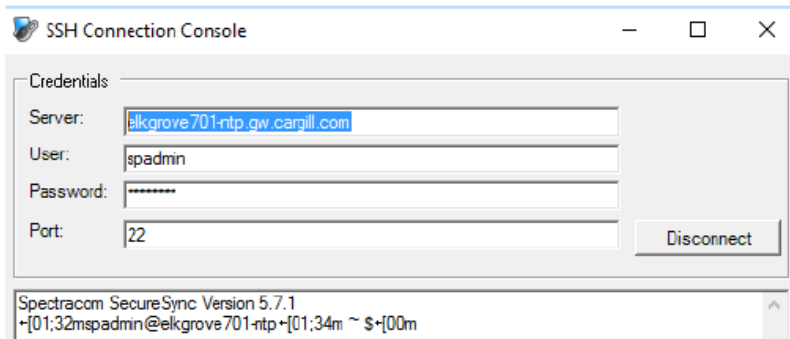 SSH Connection Console
Credentials
Server: elkgrove701-ntp.gw.cargill.com
User: spadmin
Password: ********
Port: 22
Disconnect
Spectracom SecureSync Version 5.7.1
←[01;32mspadmin@elkgrove701-ntp←[01;34m ~ $←[00m